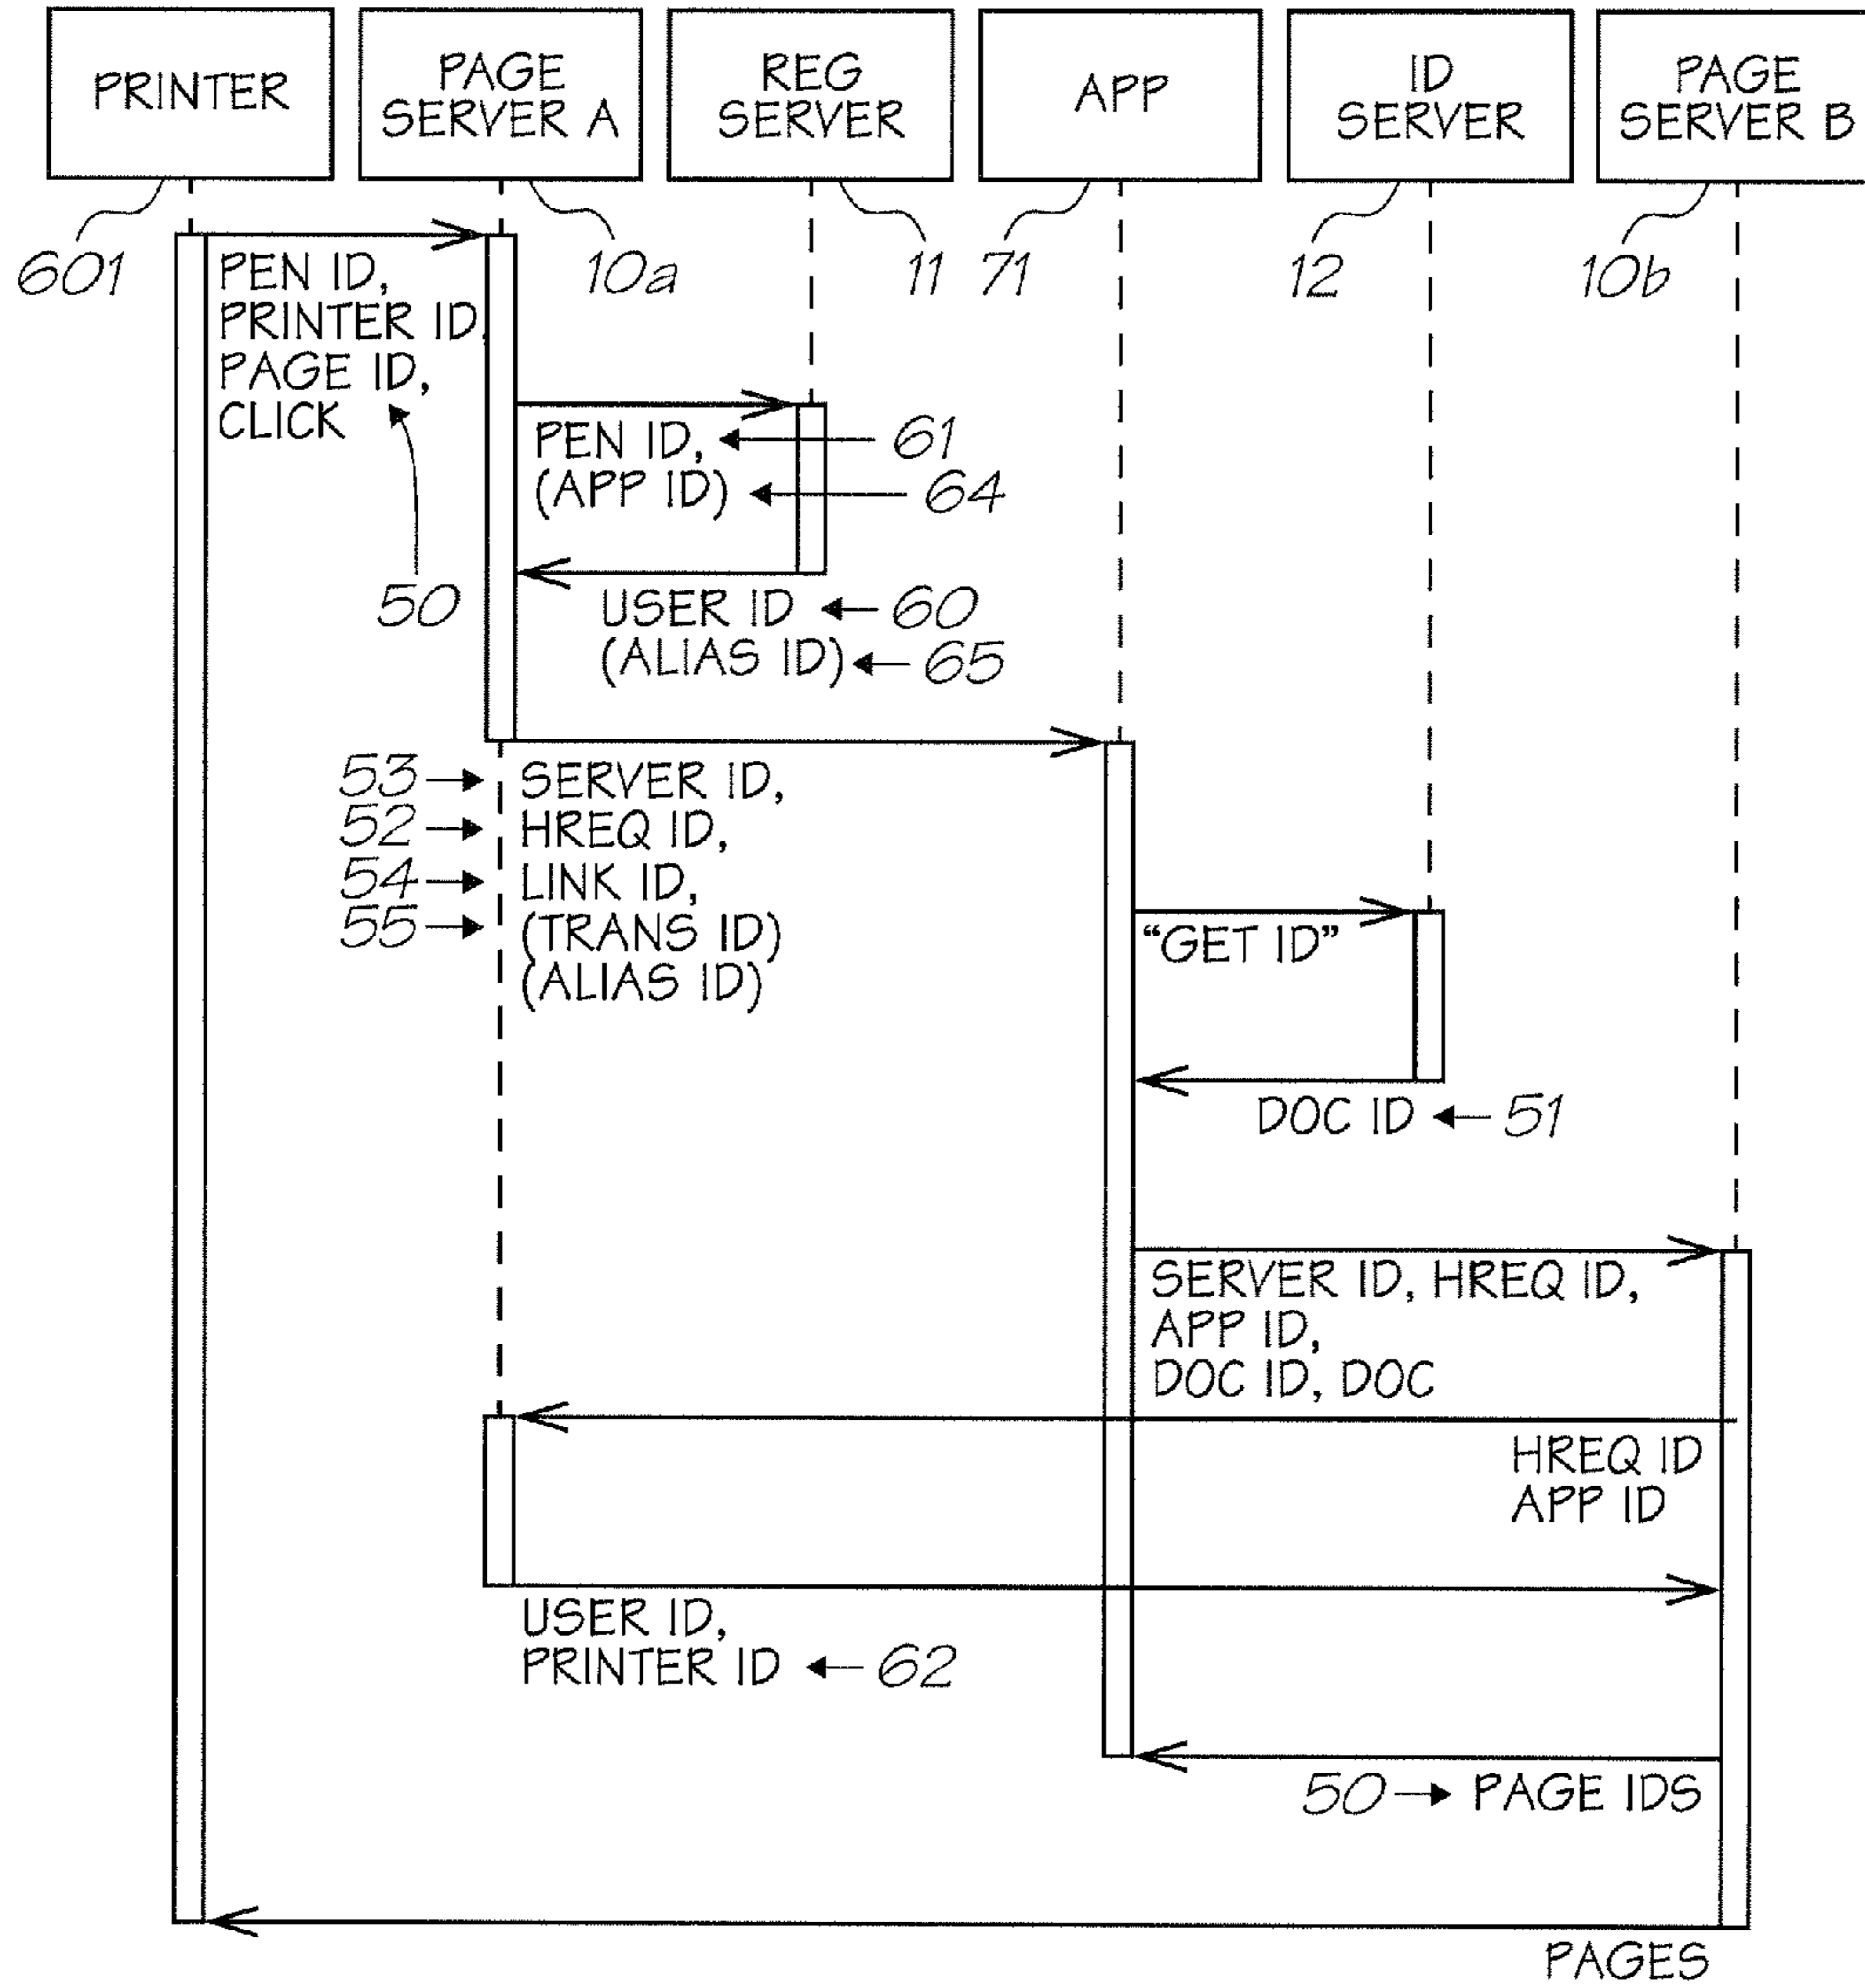 PRINTER
PAGE
SERVER A
REG
SERVER
APP
ID
SERVER
PAGE
SERVER B
601
10a
11
71
12
10b
PEN ID,
PRINTER ID,
PAGE ID,
CLICK
50
PEN ID,
61
(APP ID)
64
USER ID
60
(ALIAS ID)
65
53
SERVER ID,
52
HREQ ID,
54
LINK ID,
55
(TRANS ID)
(ALIAS ID)
“GET ID”
DOC ID
51
SERVER ID, HREQ ID,
APP ID,
DOC ID, DOC
HREQ ID
APP ID
USER ID,
PRINTER ID
62
50
PAGE IDS
PAGES